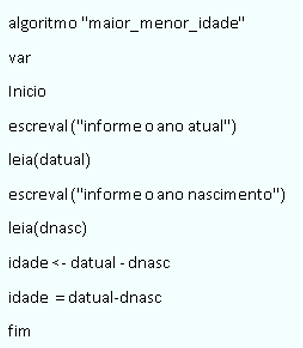 algoritmo "maior_menor_idade"
var
Inicio
escreval ("informe o ano atual")
leia(datual)
escreval ("informe o ano nascimento")
leia(dnasc)
idade <- datual - dnasc
idade = datual-dnasc
fim